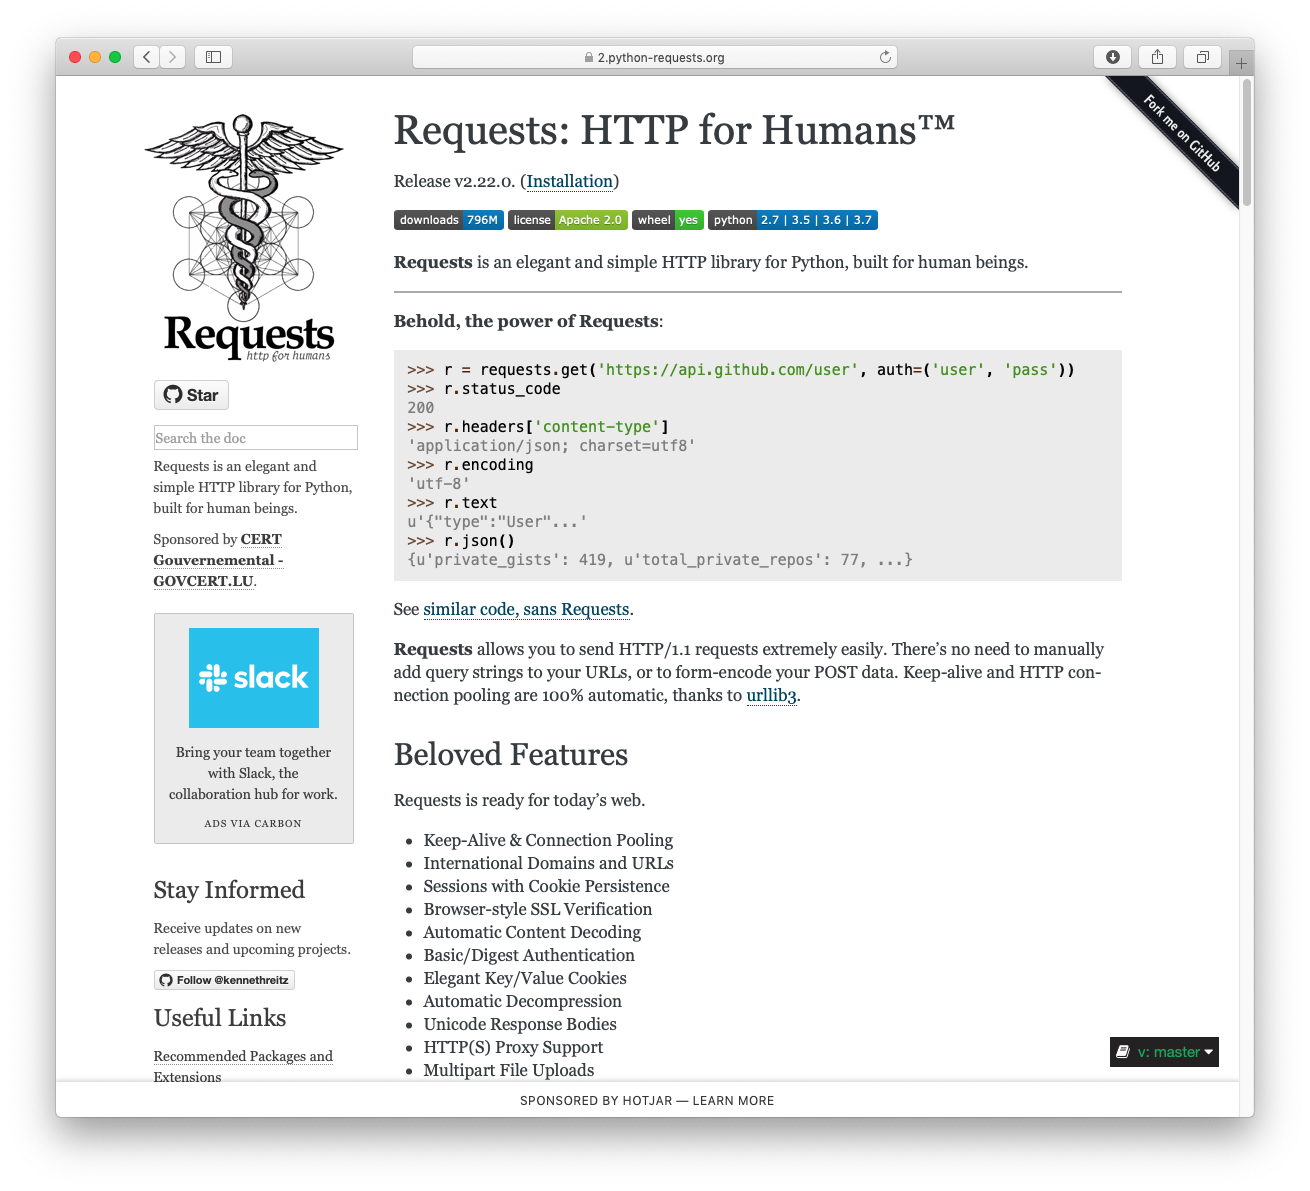 2.python-requests.org
Fork me on GitHub
Requests
http for humans
Star
Search the doc
Requests is an elegant and
simple HTTP library for Python,
built for human beings.
Sponsored by CERT
Gouvernemental -
GOVCERT.LU.
slack
Bring your team together
with Slack, the
collaboration hub for work.
ADS VIA CARBON
Stay Informed
Receive updates on new
releases and upcoming projects.
Follow @kennethreitz
Useful Links
Recommended Packages and
Extensions
Requests: HTTP for Humans™
Release v2.22.0. (Installation)
downloads 796M license Apache 2.0 wheel yes python 2.7 | 3.5 | 3.6 | 3.7
Requests is an elegant and simple HTTP library for Python, built for human beings.
Behold, the power of Requests:
>>> r = requests.get('https://api.github.com/user', auth=('user', 'pass'))
>>> r.status_code
200
>>> r.headers['content-type']
'application/json; charset=utf8'
>>> r.encoding
'utf-8'
>>> r.text
u'{"type":"User"...'
>>> r.json()
{u'private_gists': 419, u'total_private_repos': 77, ...}
See similar code, sans Requests.
Requests allows you to send HTTP/1.1 requests extremely easily. There’s no need to manually
add query strings to your URLs, or to form-encode your POST data. Keep-alive and HTTP con-
nection pooling are 100% automatic, thanks to urllib3.
Beloved Features
Requests is ready for today’s web.
• Keep-Alive & Connection Pooling
• International Domains and URLs
• Sessions with Cookie Persistence
• Browser-style SSL Verification
• Automatic Content Decoding
• Basic/Digest Authentication
• Elegant Key/Value Cookies
• Automatic Decompression
• Unicode Response Bodies
• HTTP(S) Proxy Support
• Multipart File Uploads
v: master
SPONSORED BY HOTJAR — LEARN MORE